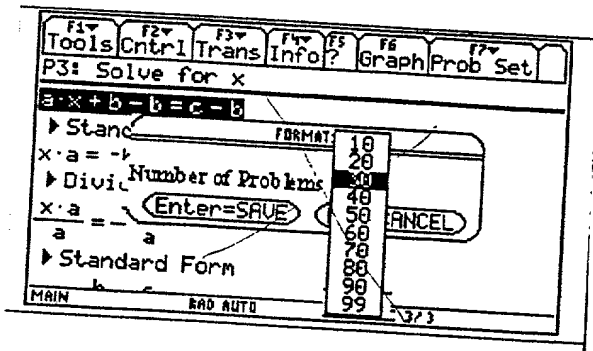 F1 F2 F3 F4 F5 F6 F7
Tools Cntrl Trans Info ? Graph Prob Set
P3: Solve for x
a·x+b-b=c-b
Stand
FORMATS
x·a=-b
Number of Problems
10
20
30
40
50
60
70
80
90
99
Divi
Enter=SAVE
ANCEL
x·a
a
=-
a
Standard Form
b c
MAIN RAD AUTO 3/3